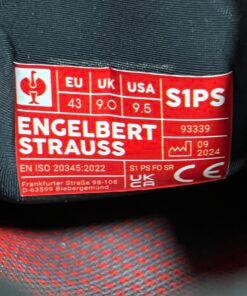 EU UK USA S1PS
43 9.0 9.5
ENGELBERT 93339
STRAUSS 09
2024
EN ISO 20345:2022 S1 PS FO SR
Frankfurter Straße 98-108 UK
D-63599 Biebergemünd CA CE